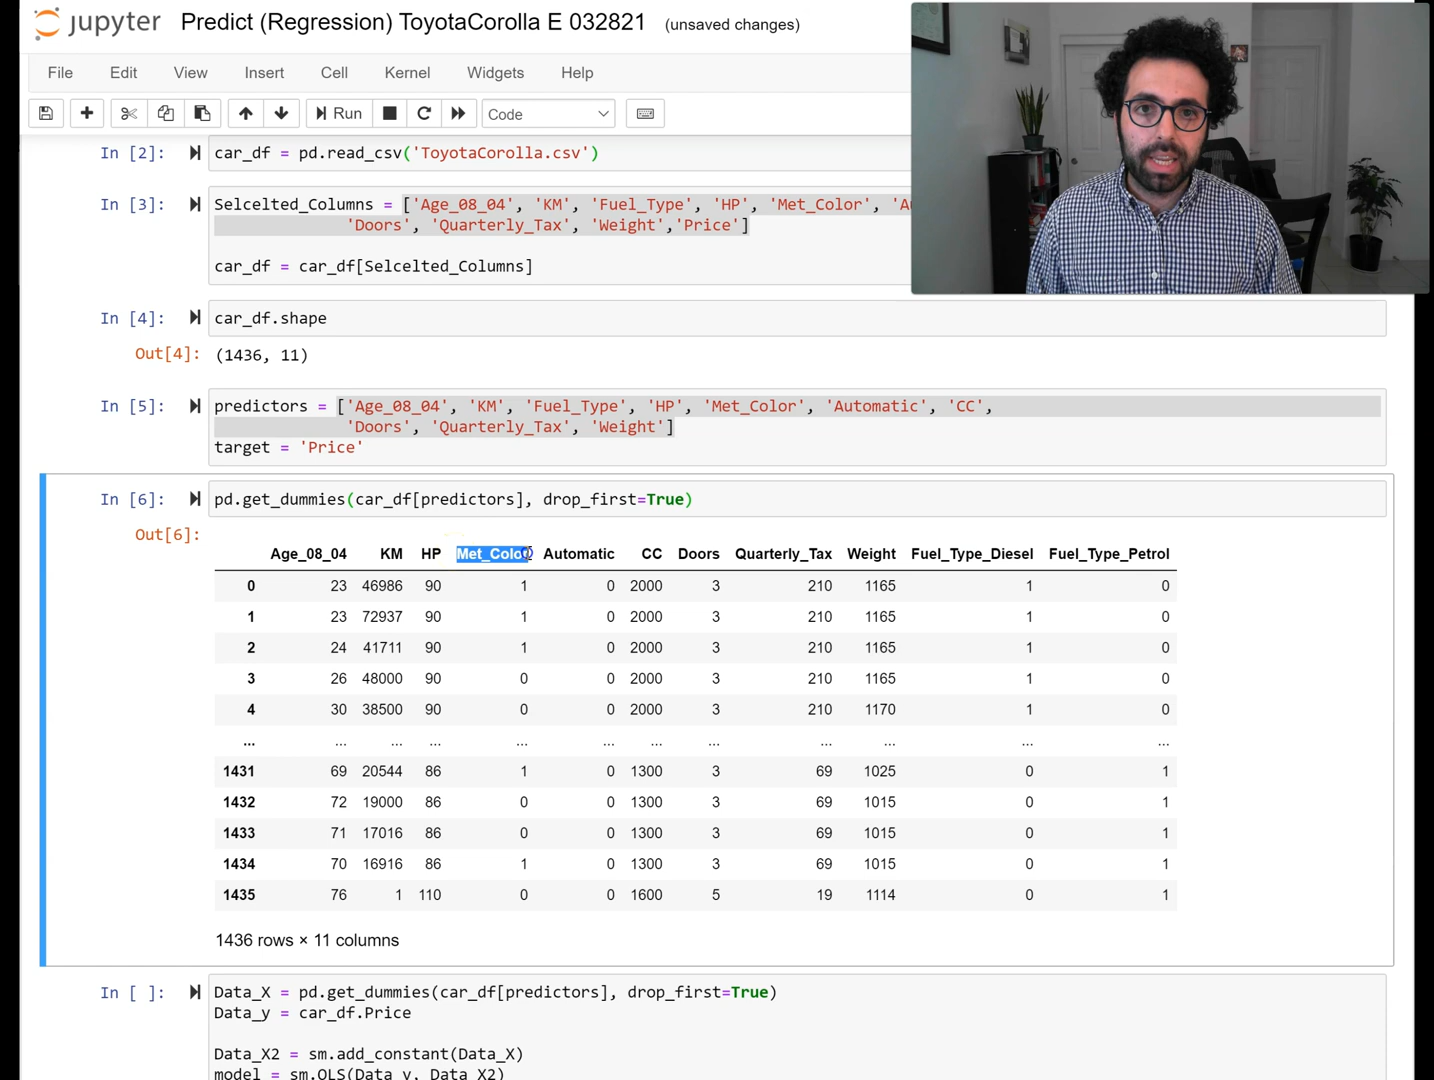 jupyter Predict (Regression) ToyotaCorolla E 032821 (unsaved changes)
File Edit View Insert Cell Kernel Widgets Help
Run Code
In [2]: car_df = pd.read_csv('ToyotaCorolla.csv')
In [3]: Selcelted_Columns = ['Age_08_04', 'KM', 'Fuel_Type', 'HP', 'Met_Color', 'A
'Doors', 'Quarterly_Tax', 'Weight','Price']
car_df = car_df[Selcelted_Columns]
In [4]: car_df.shape
Out[4]: (1436, 11)
In [5]: predictors = ['Age_08_04', 'KM', 'Fuel_Type', 'HP', 'Met_Color', 'Automatic', 'CC',
'Doors', 'Quarterly_Tax', 'Weight']
target = 'Price'
In [6]: pd.get_dummies(car_df[predictors], drop_first=True)
Out[6]:
Age_08_04 KM HP Met_Color Automatic CC Doors Quarterly_Tax Weight Fuel_Type_Diesel Fuel_Type_Petrol
0 23 46986 90 1 0 2000 3 210 1165 1 0
1 23 72937 90 1 0 2000 3 210 1165 1 0
2 24 41711 90 1 0 2000 3 210 1165 1 0
3 26 48000 90 0 0 2000 3 210 1165 1 0
4 30 38500 90 0 0 2000 3 210 1170 1 0
... ... ... ... ... ... ... ... ... ... ... ...
1431 69 20544 86 1 0 1300 3 69 1025 0 1
1432 72 19000 86 0 0 1300 3 69 1015 0 1
1433 71 17016 86 0 0 1300 3 69 1015 0 1
1434 70 16916 86 1 0 1300 3 69 1015 0 1
1435 76 1 110 0 0 1600 5 19 1114 0 1
1436 rows × 11 columns
In [ ]: Data_X = pd.get_dummies(car_df[predictors], drop_first=True)
Data_y = car_df.Price
Data_X2 = sm.add_constant(Data_X)
model = sm.OLS(Data_y, Data_X2)